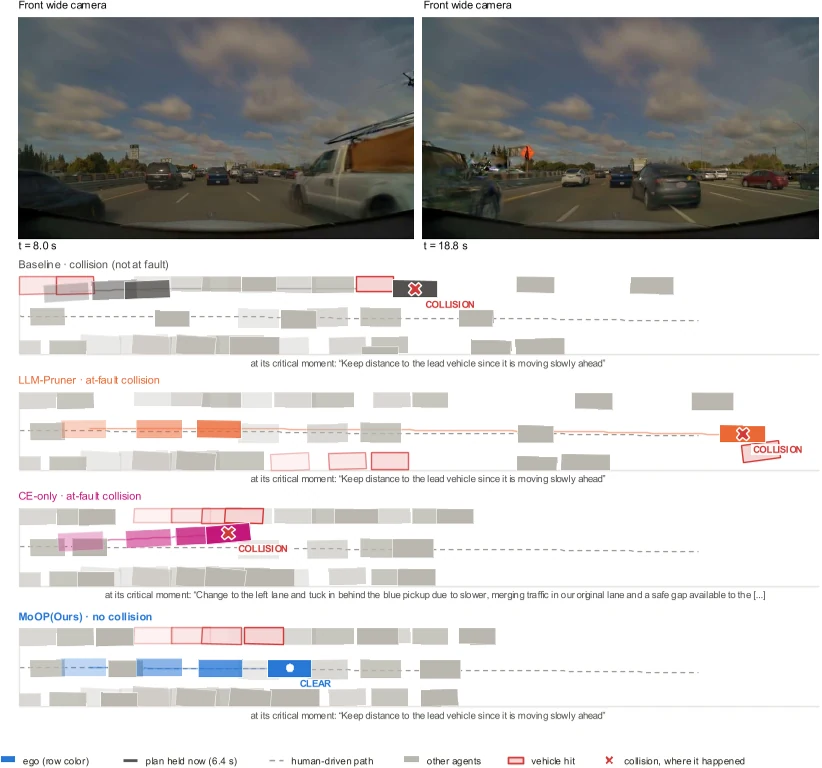 Front wide camera
Front wide camera
t = 8.0 s
t = 18.8 s
Baseline · collision (not at fault)
COLLISION
at its critical moment: “Keep distance to the lead vehicle since it is moving slowly ahead”
LLM-Pruner · at-fault collision
COLLISION
at its critical moment: “Keep distance to the lead vehicle since it is moving slowly ahead”
CE-only · at-fault collision
COLLISION
at its critical moment: “Change to the left lane and tuck in behind the blue pickup due to slower, merging traffic in our original lane and a safe gap available to the [...]
MoOP(Ours) · no collision
CLEAR
at its critical moment: “Keep distance to the lead vehicle since it is moving slowly ahead”
ego (row color)
plan held now (6.4 s)
human-driven path
other agents
vehicle hit
collision, where it happened